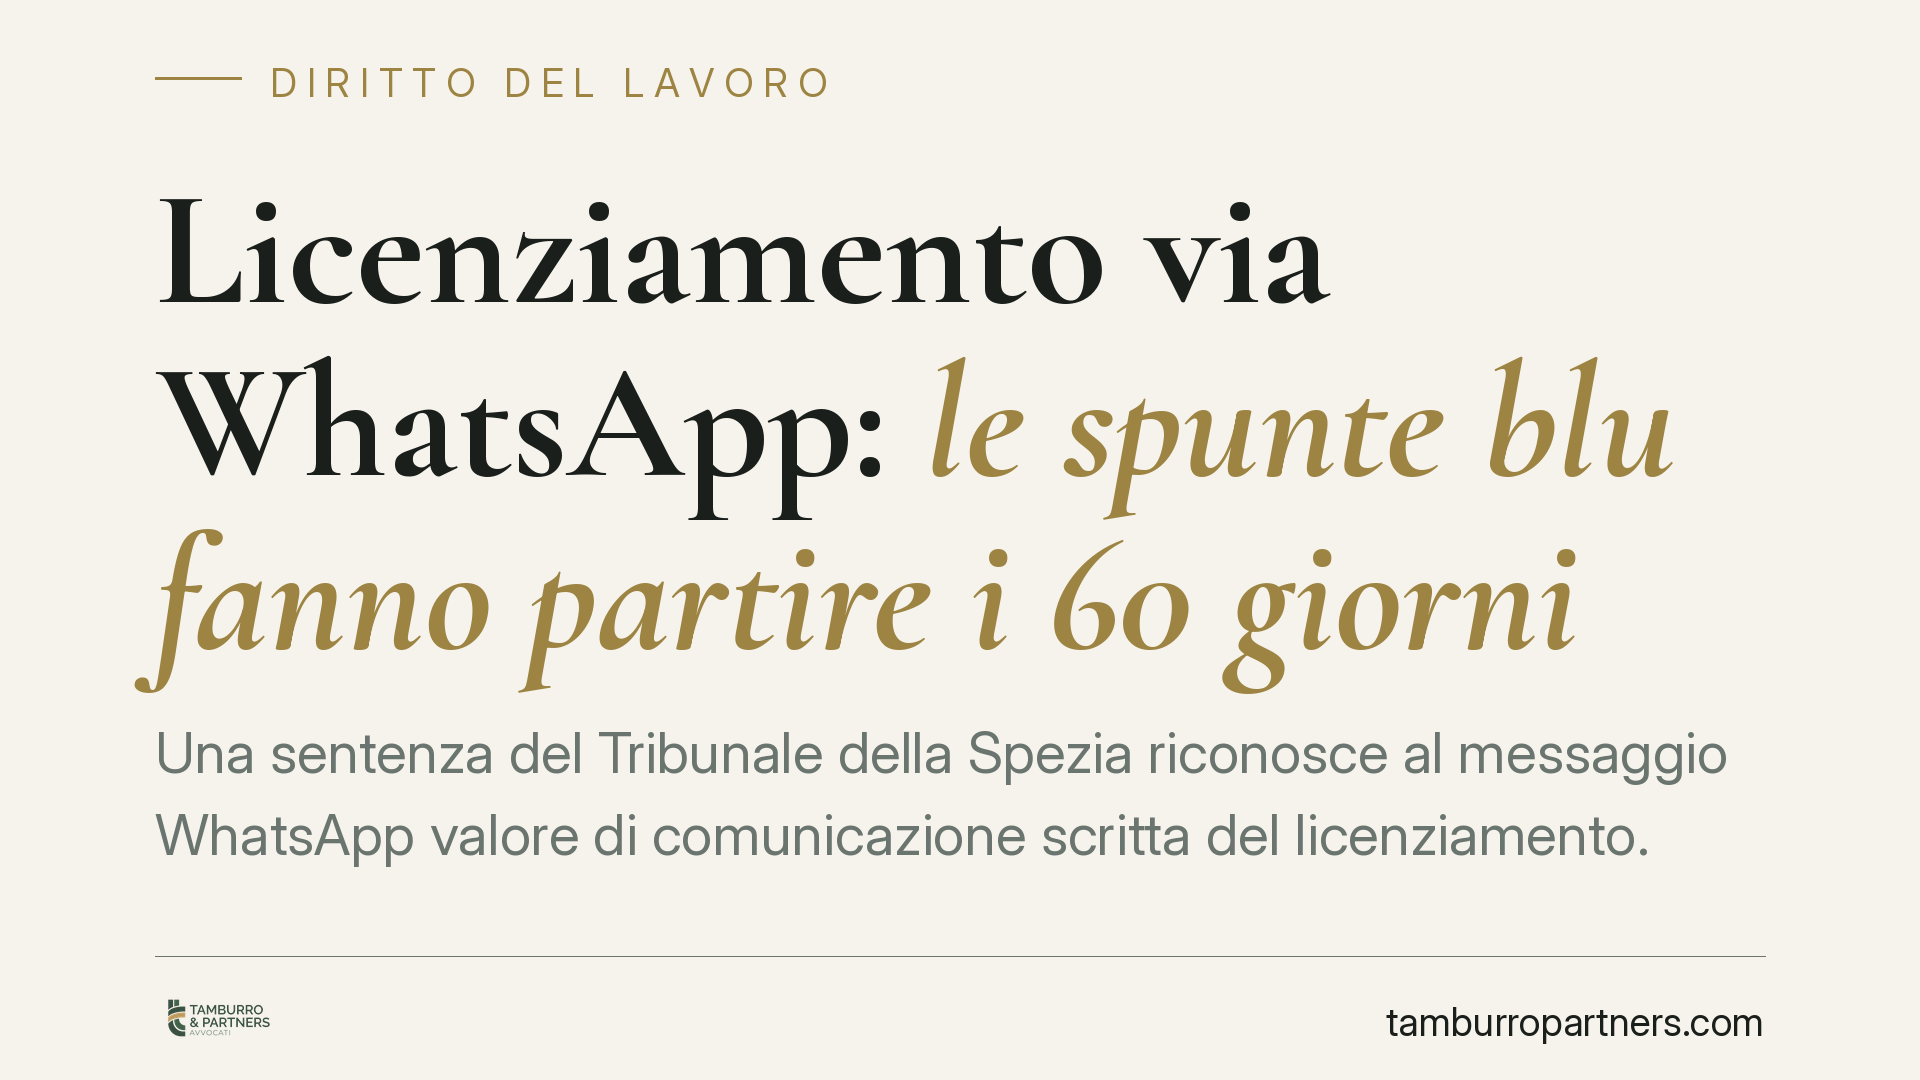 DIRITTO DEL LAVORO
Licenziamento via
WhatsApp: le spunte blu
fanno partire i 60 giorni
Una sentenza del Tribunale della Spezia riconosce al messaggio
WhatsApp valore di comunicazione scritta del licenziamento.
TAMBURRO
& PARTNERS
AVVOCATI
tamburropartners.com